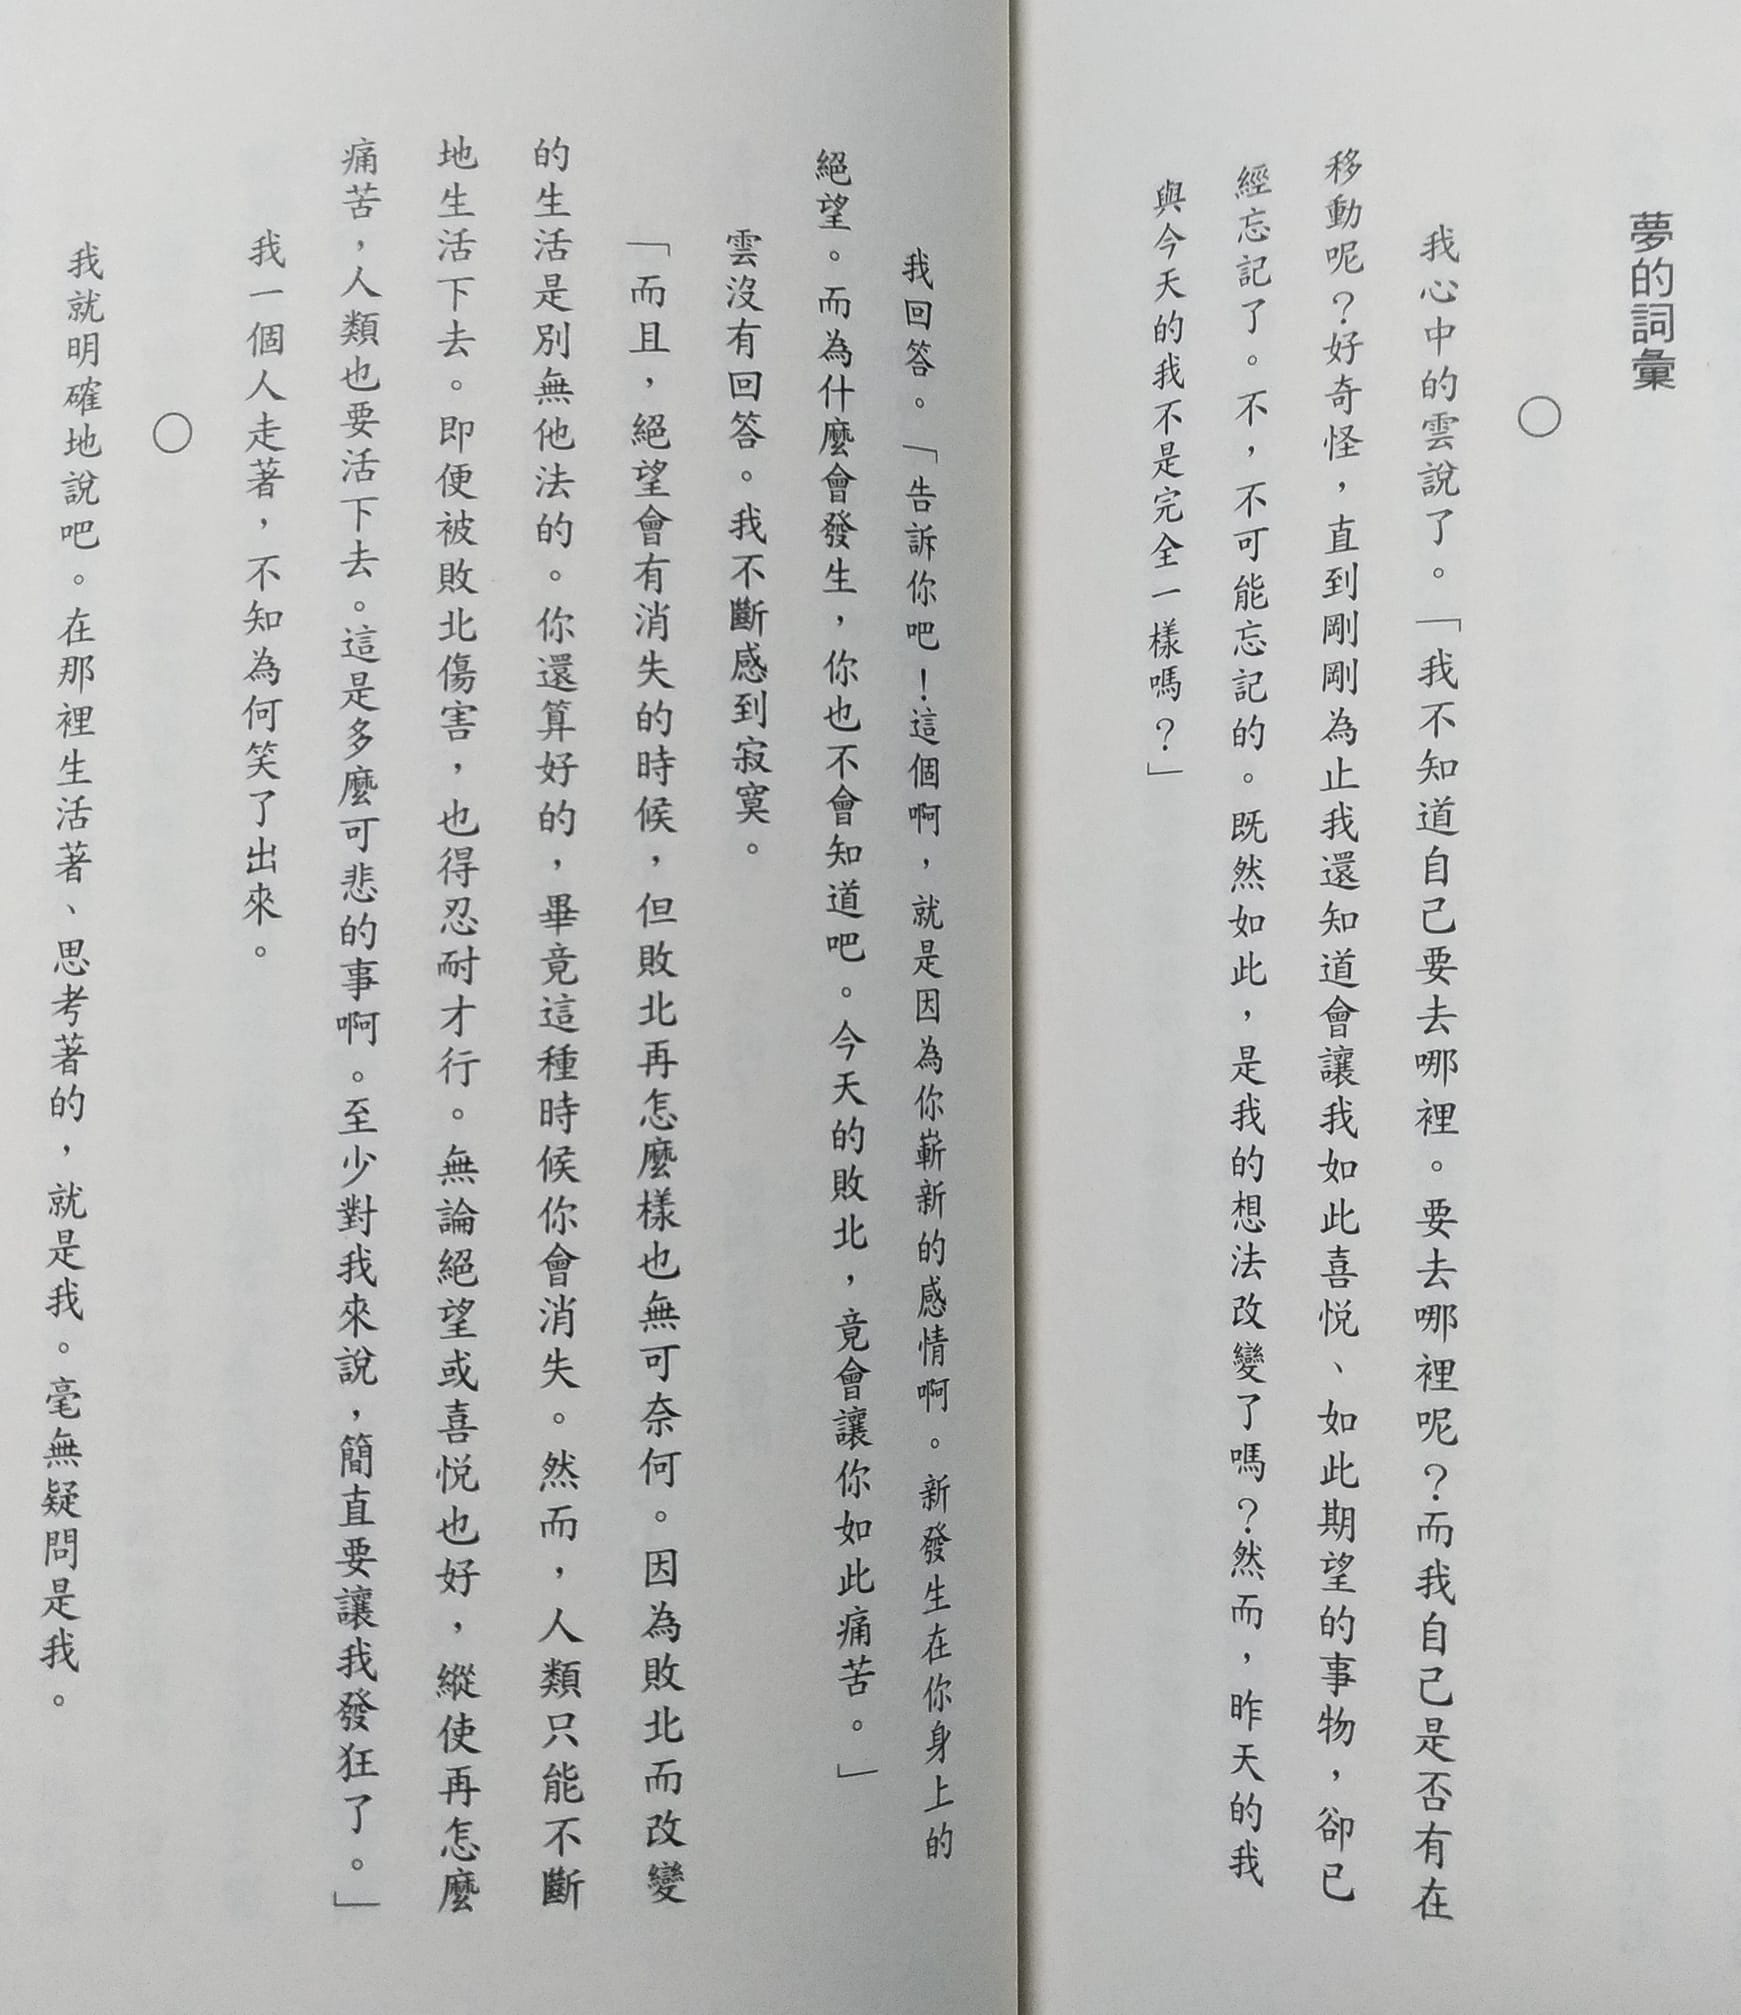 夢的詞彙
○
我心中的雲說了。「我不知道自己要去哪裡。要去哪裡呢？而我自己是否有在
移動呢？好奇怪，直到剛剛為止我還知道會讓我如此喜悅、如此期望的事物，卻已
經忘記了。不，不可能忘記的。既然如此，是我的想法改變了嗎？然而，昨天的我
與今天的我不是完全一樣嗎？」
我回答。「告訴你吧！這個啊，就是因為你嶄新的感情啊。新發生在你身上的
絕望。而為什麼會發生，你也不會知道吧。今天的敗北，竟會讓你如此痛苦。」
雲沒有回答。我不斷感到寂寞。
「而且，絕望會有消失的時候，但敗北再怎麼樣也無可奈何。因為敗北而改變
的生活是別無他法的。你還算好的，畢竟這種時候你會消失。然而，人類只能不斷
地生活下去。即便被敗北傷害，也得忍耐才行。無論絕望或喜悅也好，縱使再怎麼
痛苦，人類也要活下去。這是多麼可悲的事啊。至少對我來說，簡直要讓我發狂了。」
我一個人走著，不知為何笑了出來。
○
我就明確地說吧。在那裡生活著、思考著的，就是我。毫無疑問是我。